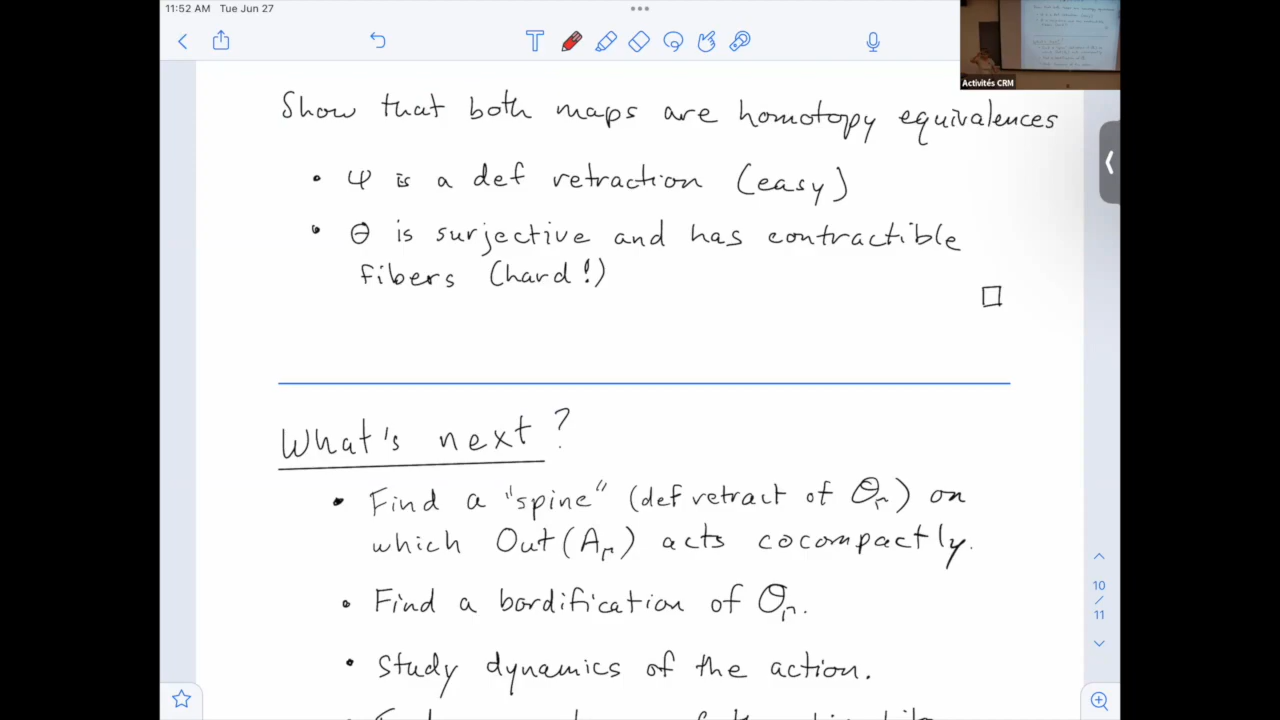 11:52 AM Tue Jun 27
Activités CRM
Show that both maps are homotopy equivalences
• φ is a def retraction (easy)
• Θ is surjective and has contractible
fibers (hard!)
□
What's next?
• Find a "spine" (def retract of O_Γ) on
which Out(A_Γ) acts cocompactly.
• Find a bordification of O_Γ.
• Study dynamics of the action.
10
/
11